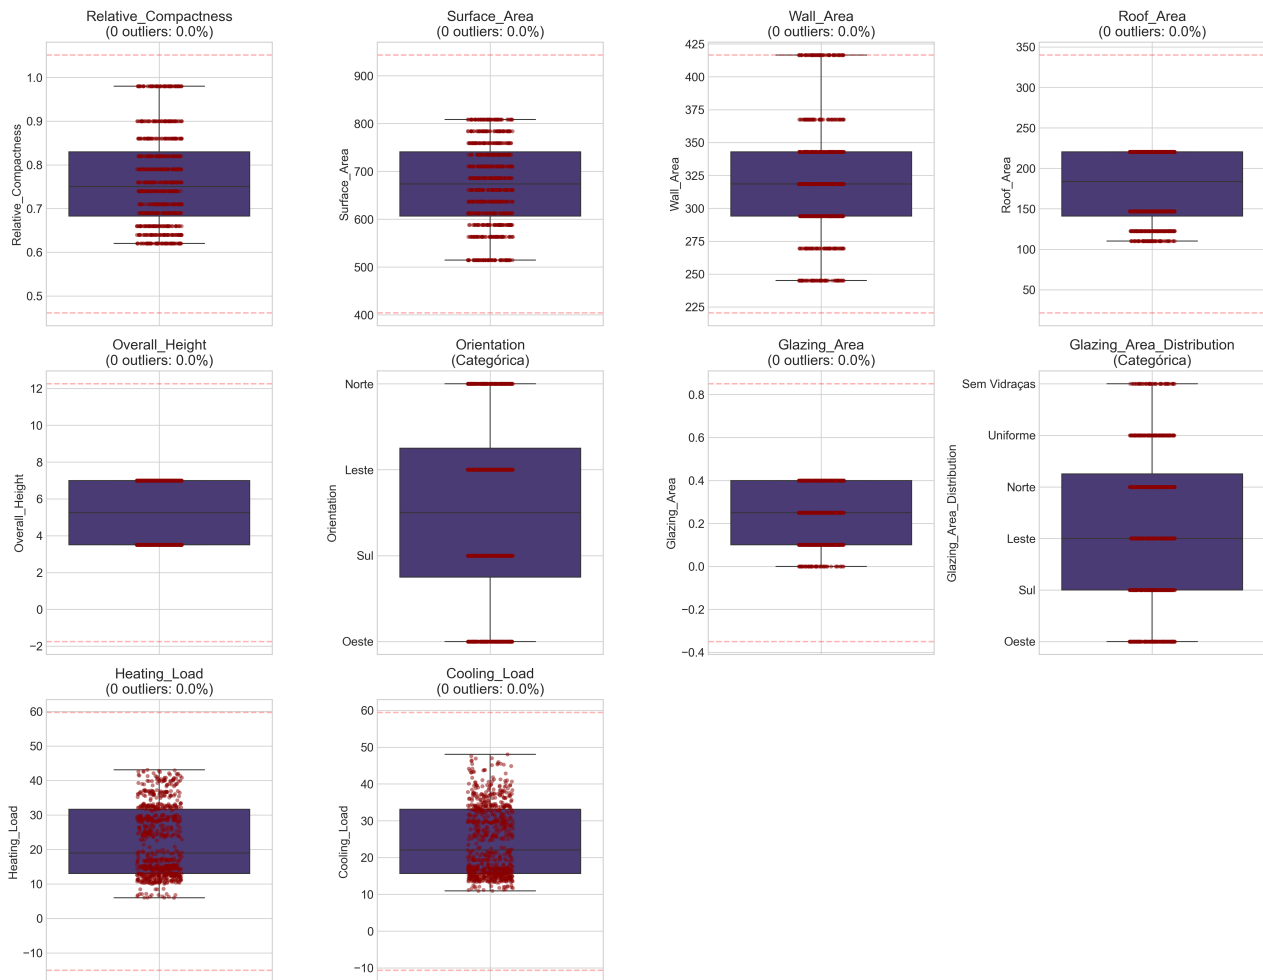 Relative_Compactness
(0 outliers: 0.0%)
Relative_Compactness
1.0
0.9
0.8
0.7
0.6
0.5
Surface_Area
(0 outliers: 0.0%)
Surface_Area
900
800
700
600
500
400
Wall_Area
(0 outliers: 0.0%)
Wall_Area
425
400
375
350
325
300
275
250
225
Roof_Area
(0 outliers: 0.0%)
Roof_Area
350
300
250
200
150
100
50
Overall_Height
(0 outliers: 0.0%)
Overall_Height
12
10
8
6
4
2
0
−2
Orientation
(Categórica)
Orientation
Norte
Leste
Sul
Oeste
Glazing_Area
(0 outliers: 0.0%)
Glazing_Area
0.8
0.6
0.4
0.2
0.0
−0.2
−0.4
Glazing_Area_Distribution
(Categórica)
Glazing_Area_Distribution
Sem Vidraças
Uniforme
Norte
Leste
Sul
Oeste
Heating_Load
(0 outliers: 0.0%)
Heating_Load
60
50
40
30
20
10
0
−10
Cooling_Load
(0 outliers: 0.0%)
Cooling_Load
60
50
40
30
20
10
0
−10